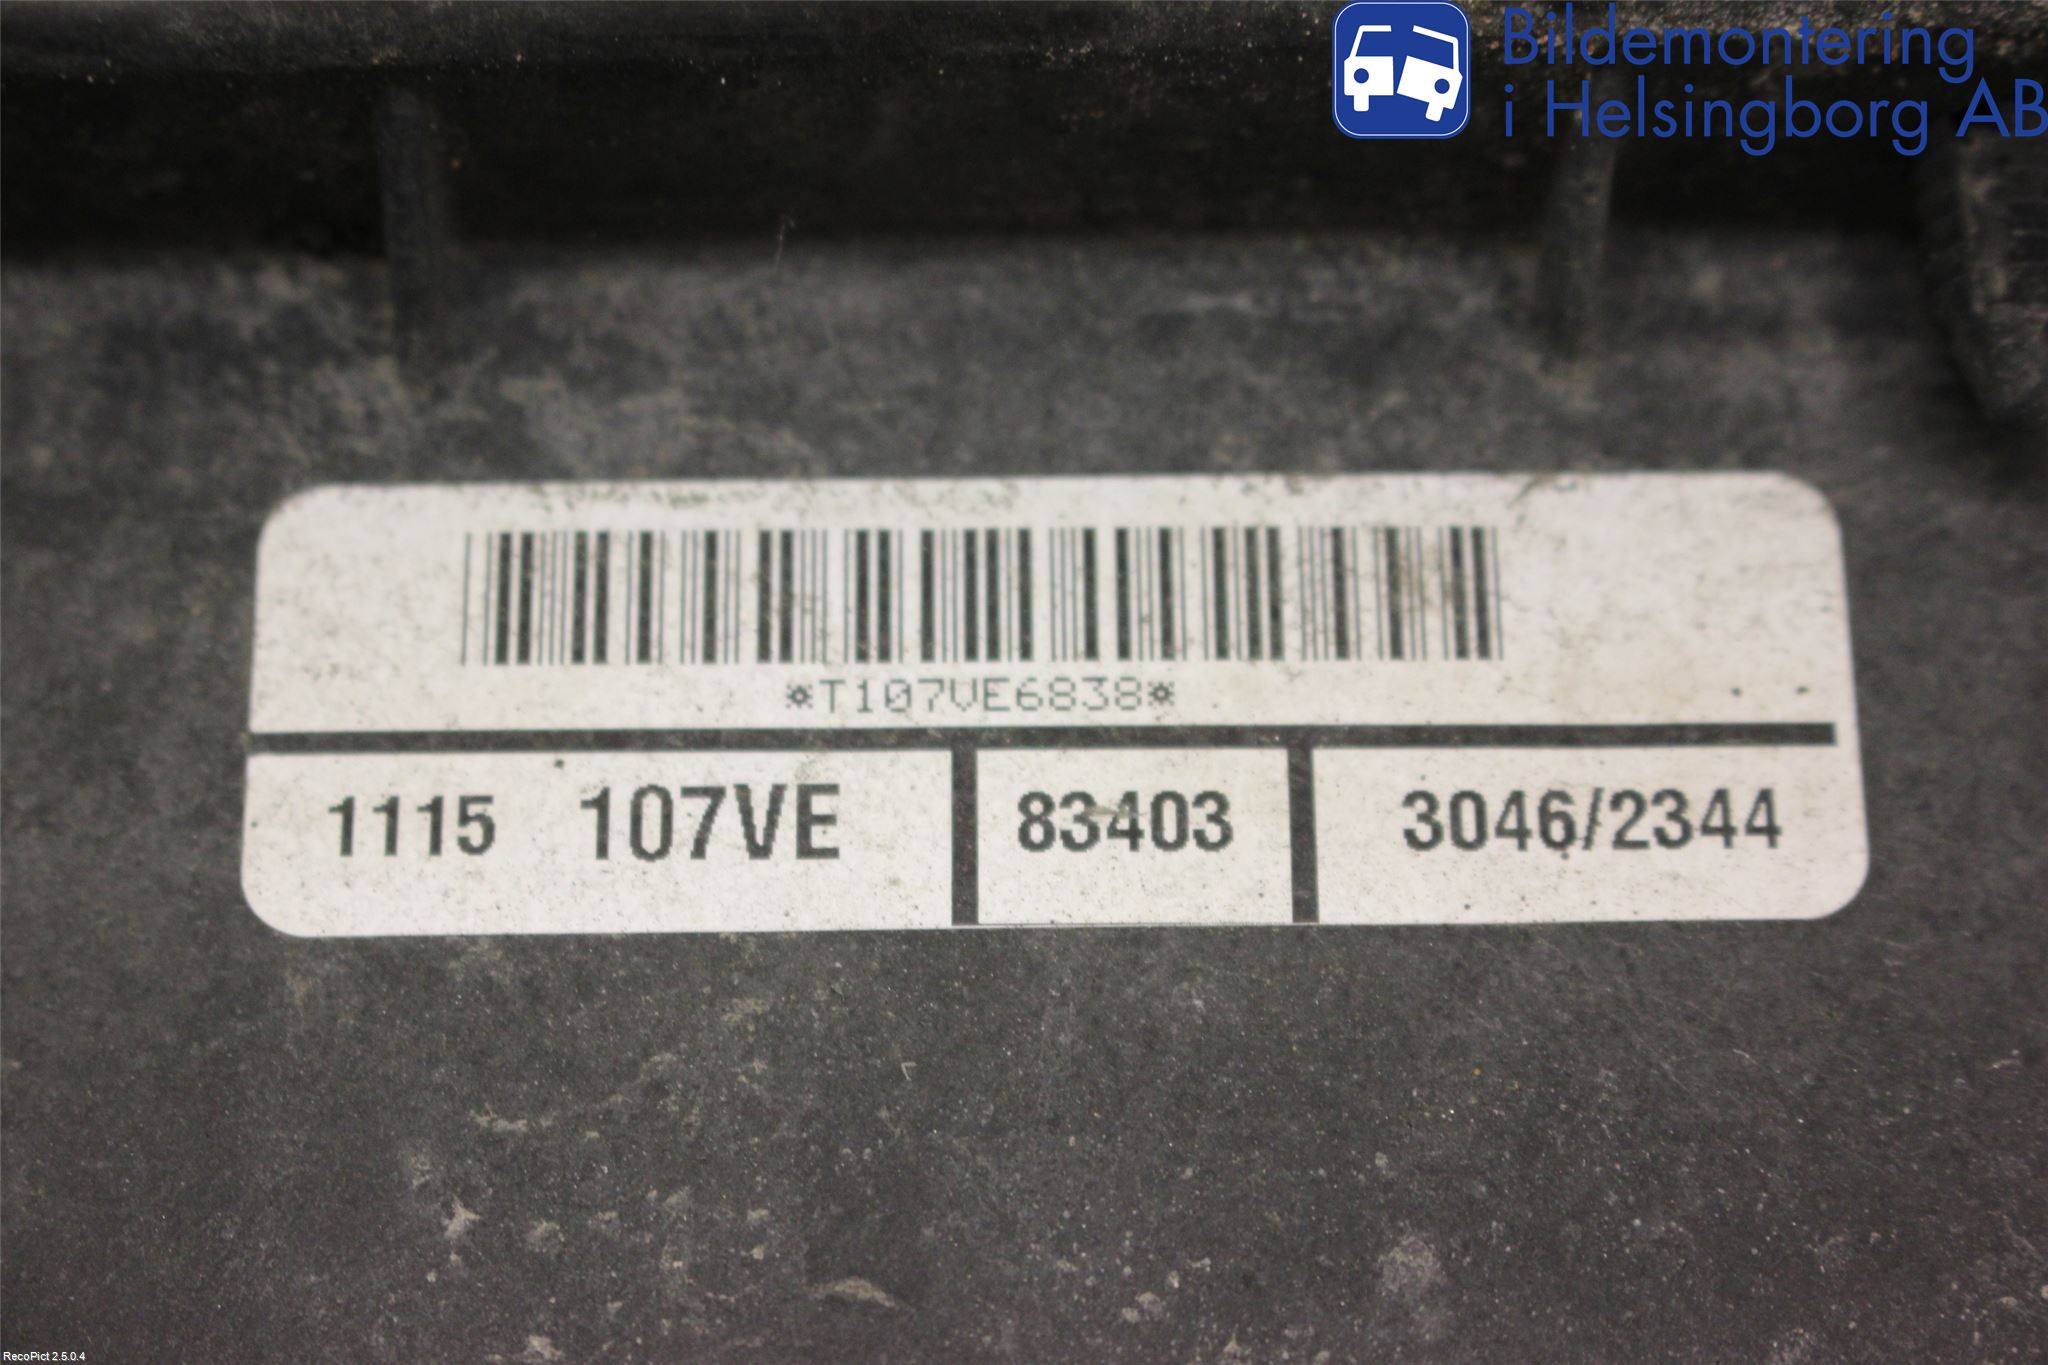 Bildemontering
i Helsingborg AB
*T107VE6838*
1115 107VE 83403 3046/2344
RecoPict 2.5.0.4